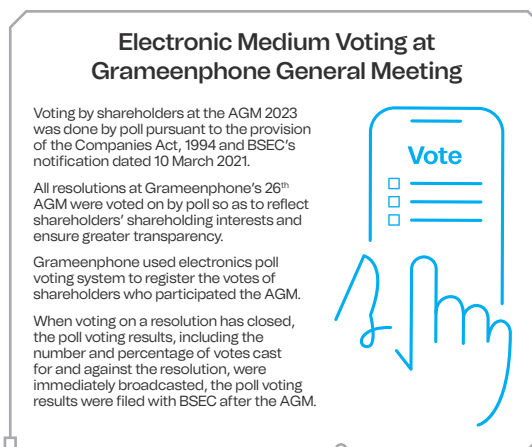 Electronic Medium Voting at
Grameenphone General Meeting
Voting by shareholders at the AGM 2023
was done by poll pursuant to the provision
of the Companies Act, 1994 and BSEC's
notification dated 10 March 2021.
All resolutions at Grameenphone's 26th
AGM were voted on by poll so as to reflect
shareholders' shareholding interests and
ensure greater transparency.
Grameenphone used electronics poll
voting system to register the votes of
shareholders who participated the AGM.
When voting on a resolution has closed,
the poll voting results, including the
number and percentage of votes cast
for and against the resolution, were
immediately broadcasted, the poll voting
results were filed with BSEC after the AGM.
Vote